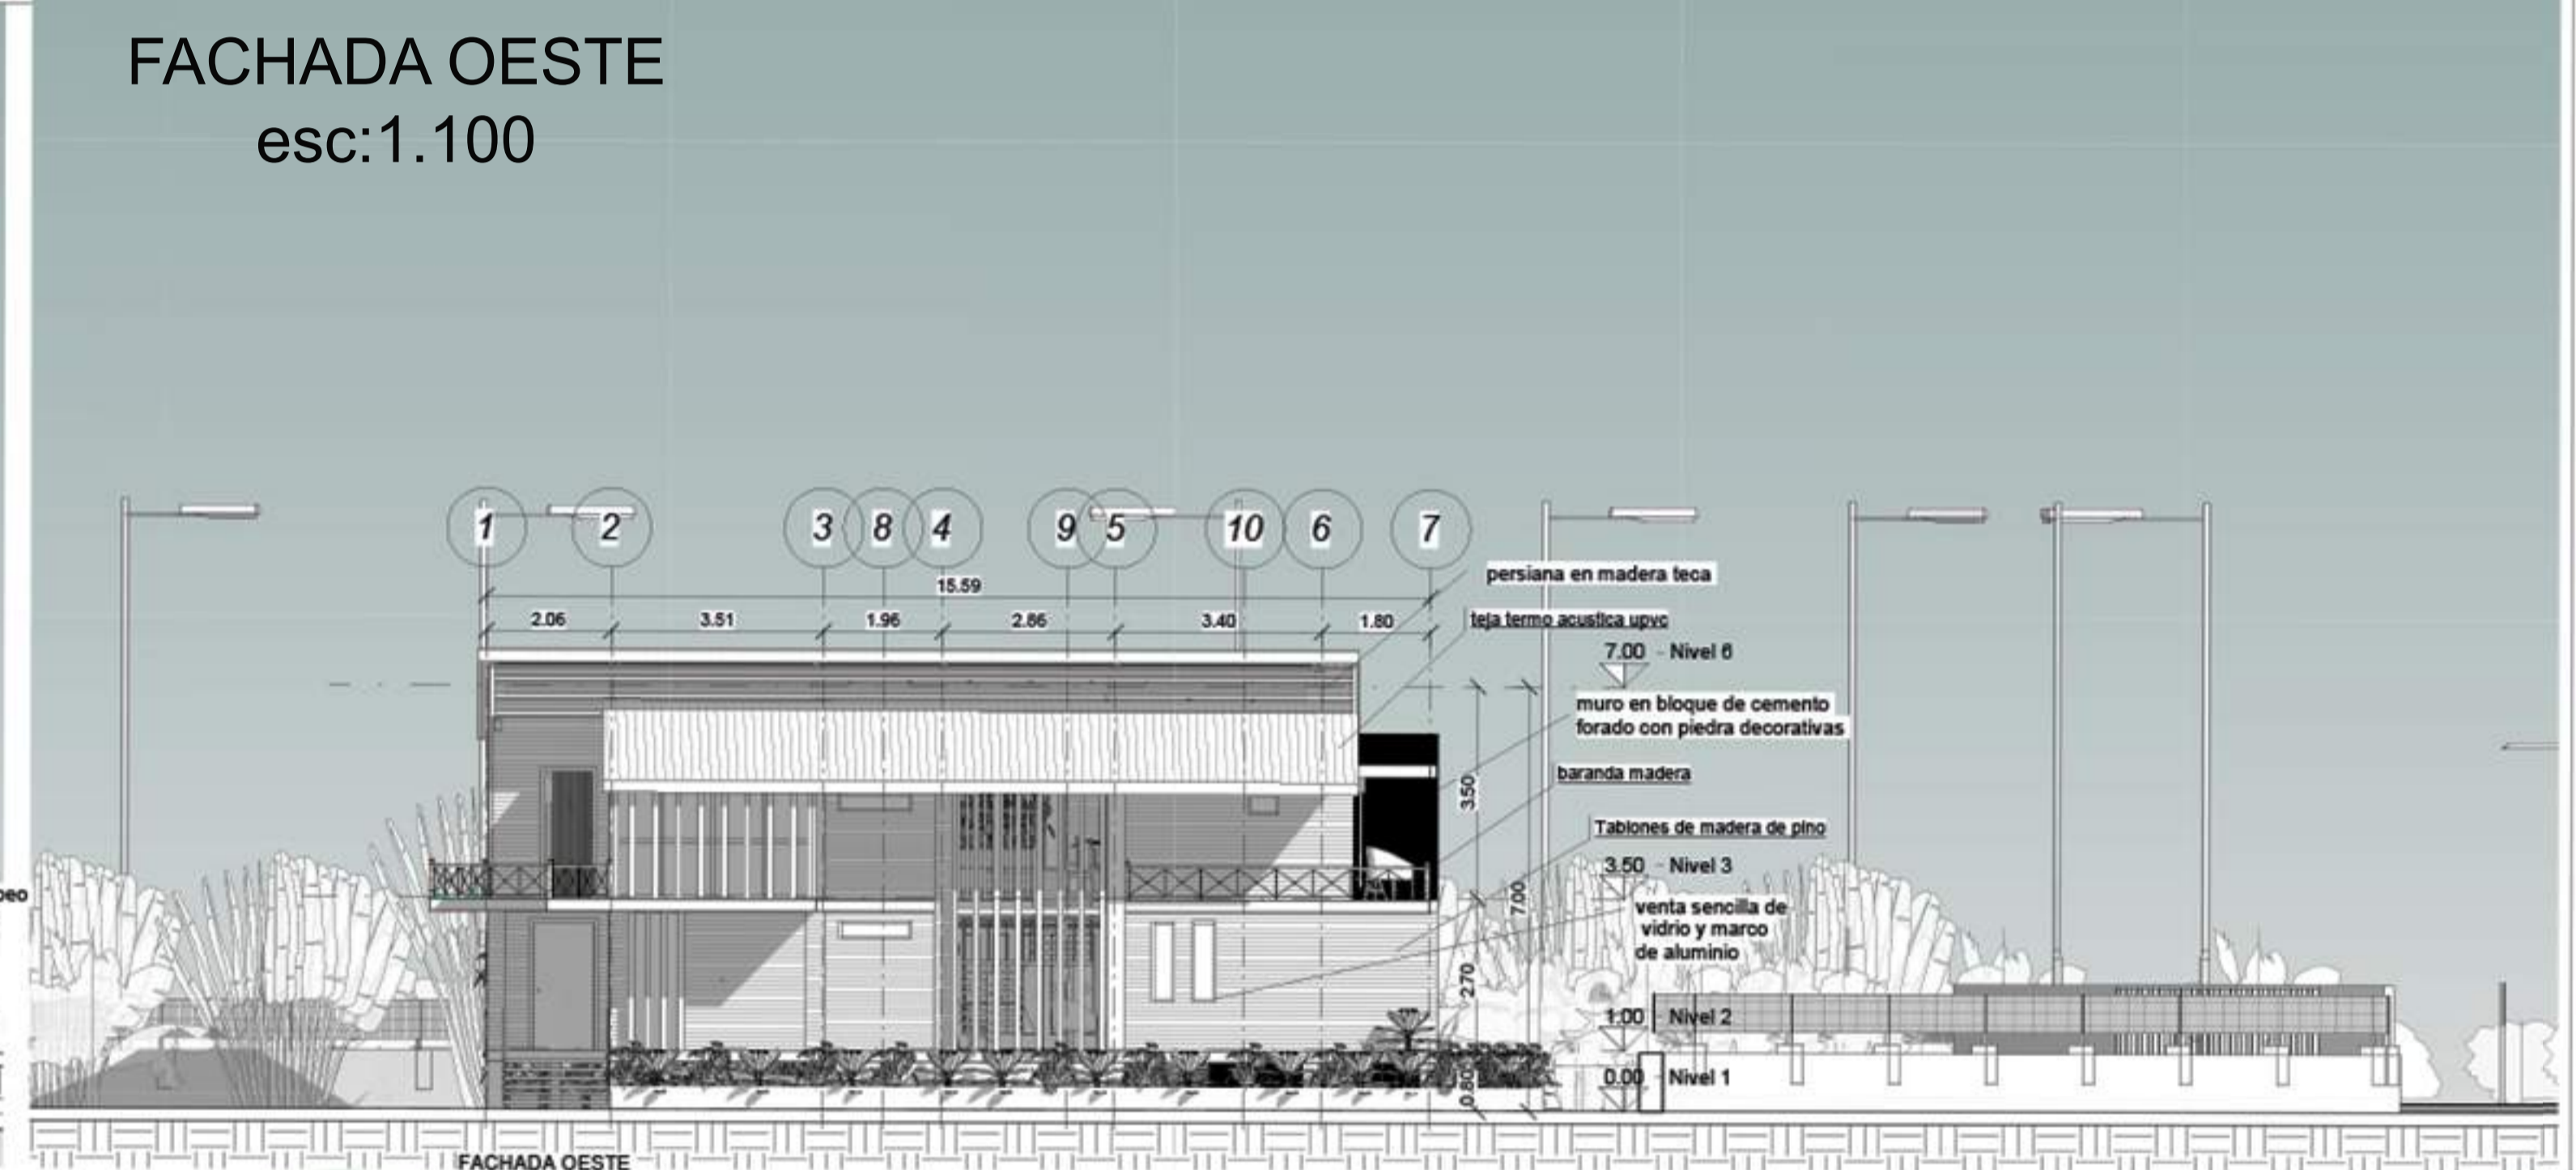 FACHADA OESTE
esc:1.100
1 2 3 8 4 9 5 10 6 7
15.59
2.06 3.51 1.96 2.86 3.40 1.80
persiana en madera teca
teja termo acustica upvc
7.00 - Nivel 6
muro en bloque de cemento
forado con piedra decorativas
baranda madera
3.50
Tablones de madera de pino
3.50 - Nivel 3
7.00
venta sencilla de
vidrio y marco
de aluminio
2.70
1.00 Nivel 2
0.00 Nivel 1
0.80
FACHADA OESTE